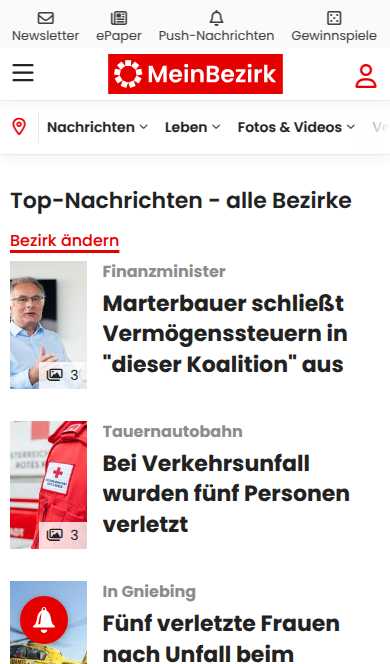 Newsletter ePaper Push-Nachrichten Gewinnspiele
MeinBezirk
Nachrichten Leben Fotos & Videos
Top-Nachrichten - alle Bezirke
Bezirk ändern
Finanzminister
Marterbauer schließt
Vermögenssteuern in
"dieser Koalition" aus
3
Tauernautobahn
Bei Verkehrsunfall
wurden fünf Personen
verletzt
3
In Gniebing
Fünf verletzte Frauen
nach Unfall beim